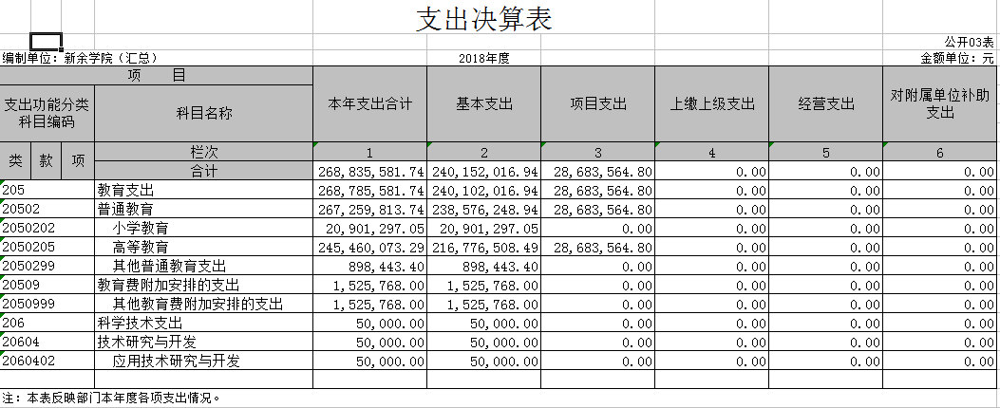 支出决算表
公开03表
编制单位：新余学院（汇总） 2018年度 金额单位：元
项 目 本年支出合计 基本支出 项目支出 上缴上级支出 经营支出 对附属单位补助支出
支出功能分类科目编码 科目名称
类 款 项 栏次 1 2 3 4 5 6
合计 268,835,581.74 240,152,016.94 28,683,564.80 0.00 0.00 0.00
205 教育支出 268,785,581.74 240,102,016.94 28,683,564.80 0.00 0.00 0.00
20502 普通教育 267,259,813.74 238,576,248.94 28,683,564.80 0.00 0.00 0.00
2050202 小学教育 20,901,297.05 20,901,297.05 0.00 0.00 0.00 0.00
2050205 高等教育 245,460,073.29 216,776,508.49 28,683,564.80 0.00 0.00 0.00
2050299 其他普通教育支出 898,443.40 898,443.40 0.00 0.00 0.00 0.00
20509 教育费附加安排的支出 1,525,768.00 1,525,768.00 0.00 0.00 0.00 0.00
2050999 其他教育费附加安排的支出 1,525,768.00 1,525,768.00 0.00 0.00 0.00 0.00
206 科学技术支出 50,000.00 50,000.00 0.00 0.00 0.00 0.00
20604 技术研究与开发 50,000.00 50,000.00 0.00 0.00 0.00 0.00
2060402 应用技术研究与开发 50,000.00 50,000.00 0.00 0.00 0.00 0.00
注：本表反映部门本年度各项支出情况。